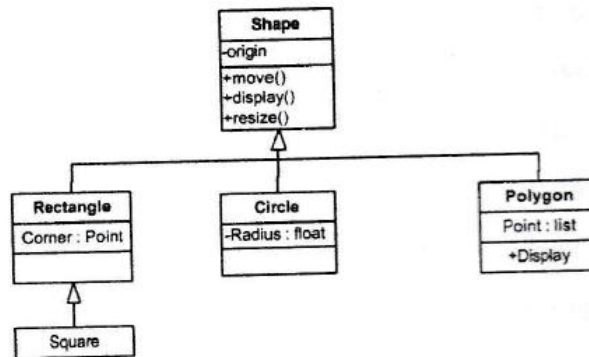 Shape
-origin
+move()
+display()
+resize()
Rectangle
Corner : Point
Circle
-Radius : float
Polygon
Point : list
+Display
Square